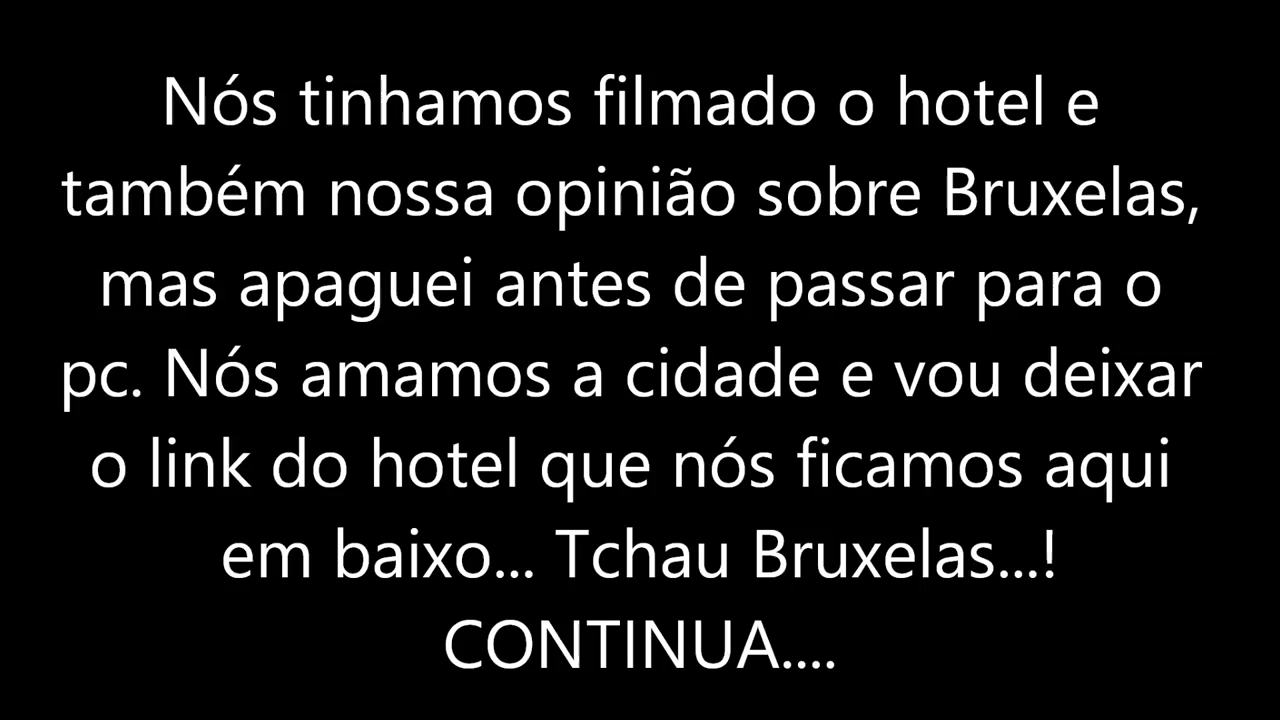 Nós tinhamos filmado o hotel e
também nossa opinião sobre Bruxelas,
mas apaguei antes de passar para o
pc. Nós amamos a cidade e vou deixar
o link do hotel que nós ficamos aqui
em baixo... Tchau Bruxelas...!
CONTINUA....